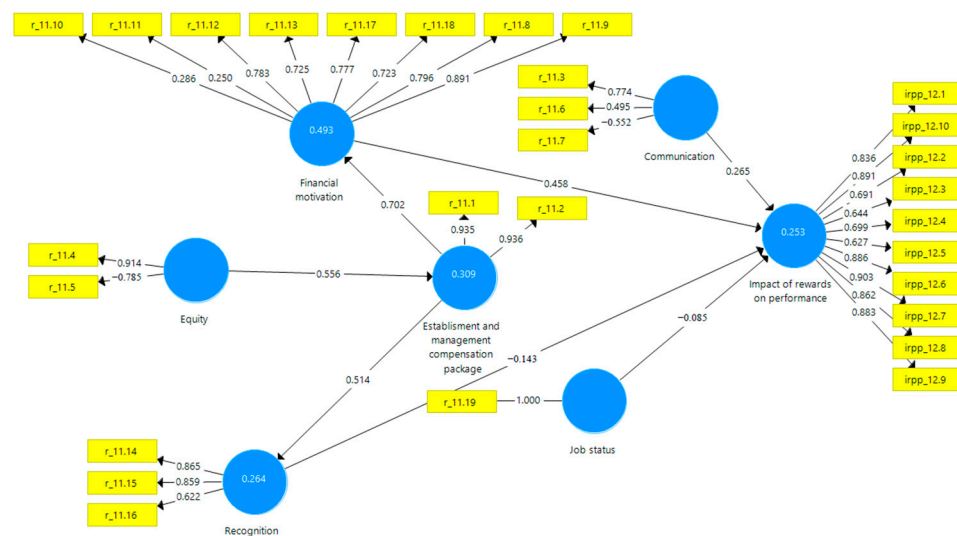 r_11.10
r_11.11
r_11.12
r_11.13
r_11.17
r_11.18
r_11.8
r_11.9
0.286
0.250
0.783
0.725
0.777
0.723
0.796
0.891
0.493
Financial
motivation
r_11.3
r_11.6
r_11.7
0.774
0.495
−0.552
Communication
0.265
0.458
0.702
irpp_12.1
irpp_12.10
irpp_12.2
irpp_12.3
irpp_12.4
irpp_12.5
irpp_12.6
irpp_12.7
irpp_12.8
irpp_12.9
0.836
0.891
0.691
0.644
0.699
0.627
0.886
0.903
0.862
0.883
0.253
Impact of rewards
on performance
r_11.1
r_11.2
0.935
0.936
r_11.4
r_11.5
0.914
−0.785
Equity
0.556
0.309
Establisment and
management
compensation
package
−0.085
−0.143
0.514
r_11.19
1.000
Job status
r_11.14
r_11.15
r_11.16
0.865
0.859
0.622
0.264
Recognition